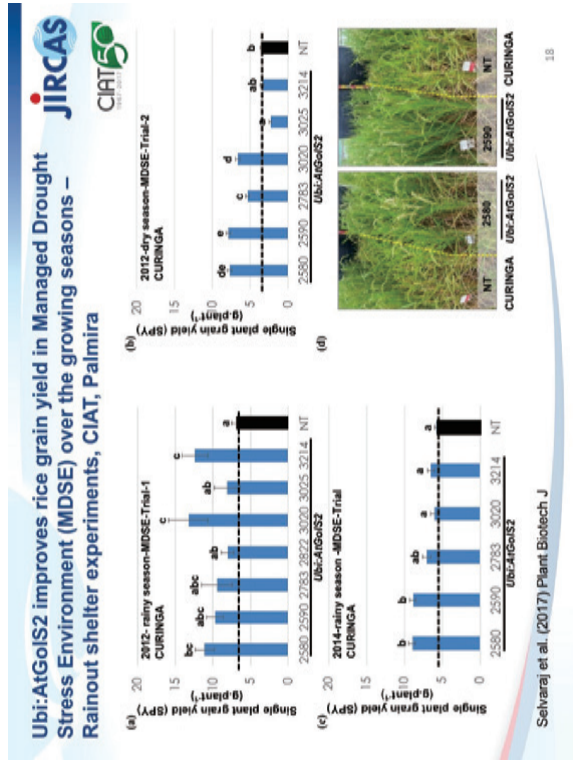 Ubi:AtGolS2 improves rice grain yield in Managed Drought
Stress Environment (MDSE) over the growing seasons –
Rainout shelter experiments, CIAT, Palmira
JIRCAS
CIAT
50
1967-2017
(a)
2012- rainy season-MDSE-Trial-1
CURINGA
Single plant grain yield (SPY)
(g·plant-1)
20
15
10
5
0
bc
abc
abc
ab
c
ab
c
a
2580 2590 2783 2822 3020 3025 3214 NT
Ubi:AtGolS2
(b)
2012-dry season-MDSE-Trial-2
CURINGA
Single plant grain yield (SPY)
(g·plant-1)
20
15
10
5
0
de
e
c
d
a
ab
b
2580 2590 2783 3020 3025 3214 NT
Ubi:AtGolS2
(c)
2014-rainy season -MDSE-Trial
CURINGA
Single plant grain yield (SPY)
(g·plant-1)
20
15
10
5
0
b
b
ab
a
a
a
2580 2590 2783 3020 3214 NT
Ubi:AtGolS2
(d)
NT 2580
CURINGA Ubi:AtGolS2
2590 NT
Ubi:AtGolS2 CURINGA
Selvaraj et al. (2017) Plant Biotech J
18